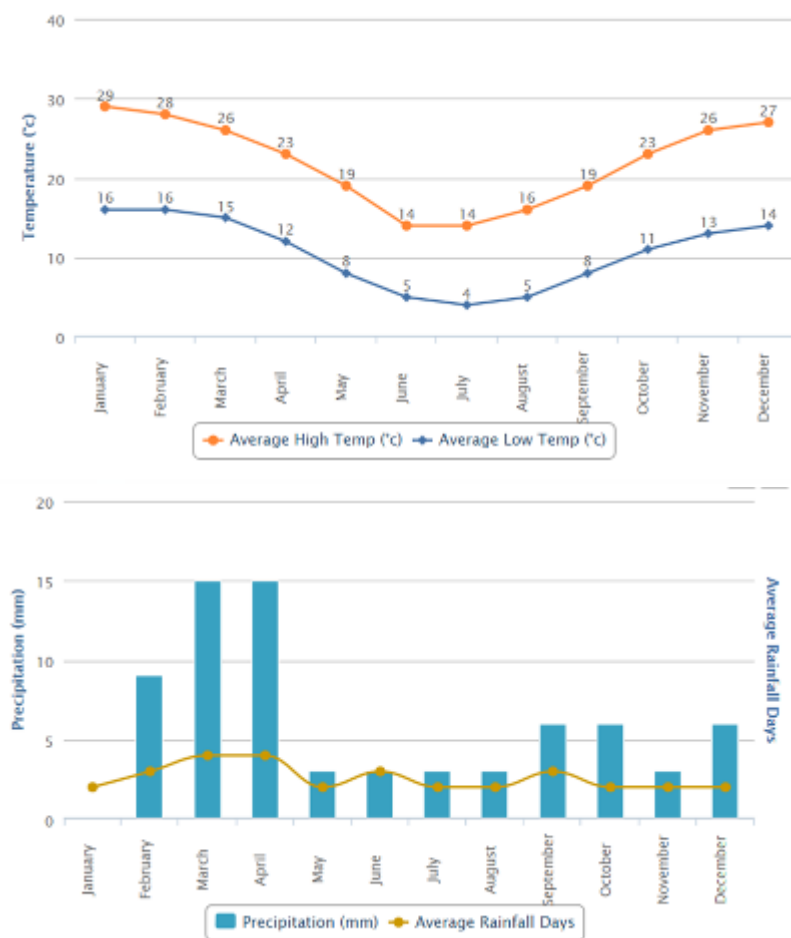 40
30
20
10
0
Temperature (°c)
29 28 26 23 19 14 14 16 19 23 26 27
16 16 15 12 8 5 4 5 8 11 13 14
January February March April May June July August September October November December
Average High Temp (°c) Average Low Temp (°c)
20
15
10
5
0
Precipitation (mm)
Average Rainfall Days
January February March April May June July August September October November December
Precipitation (mm) Average Rainfall Days